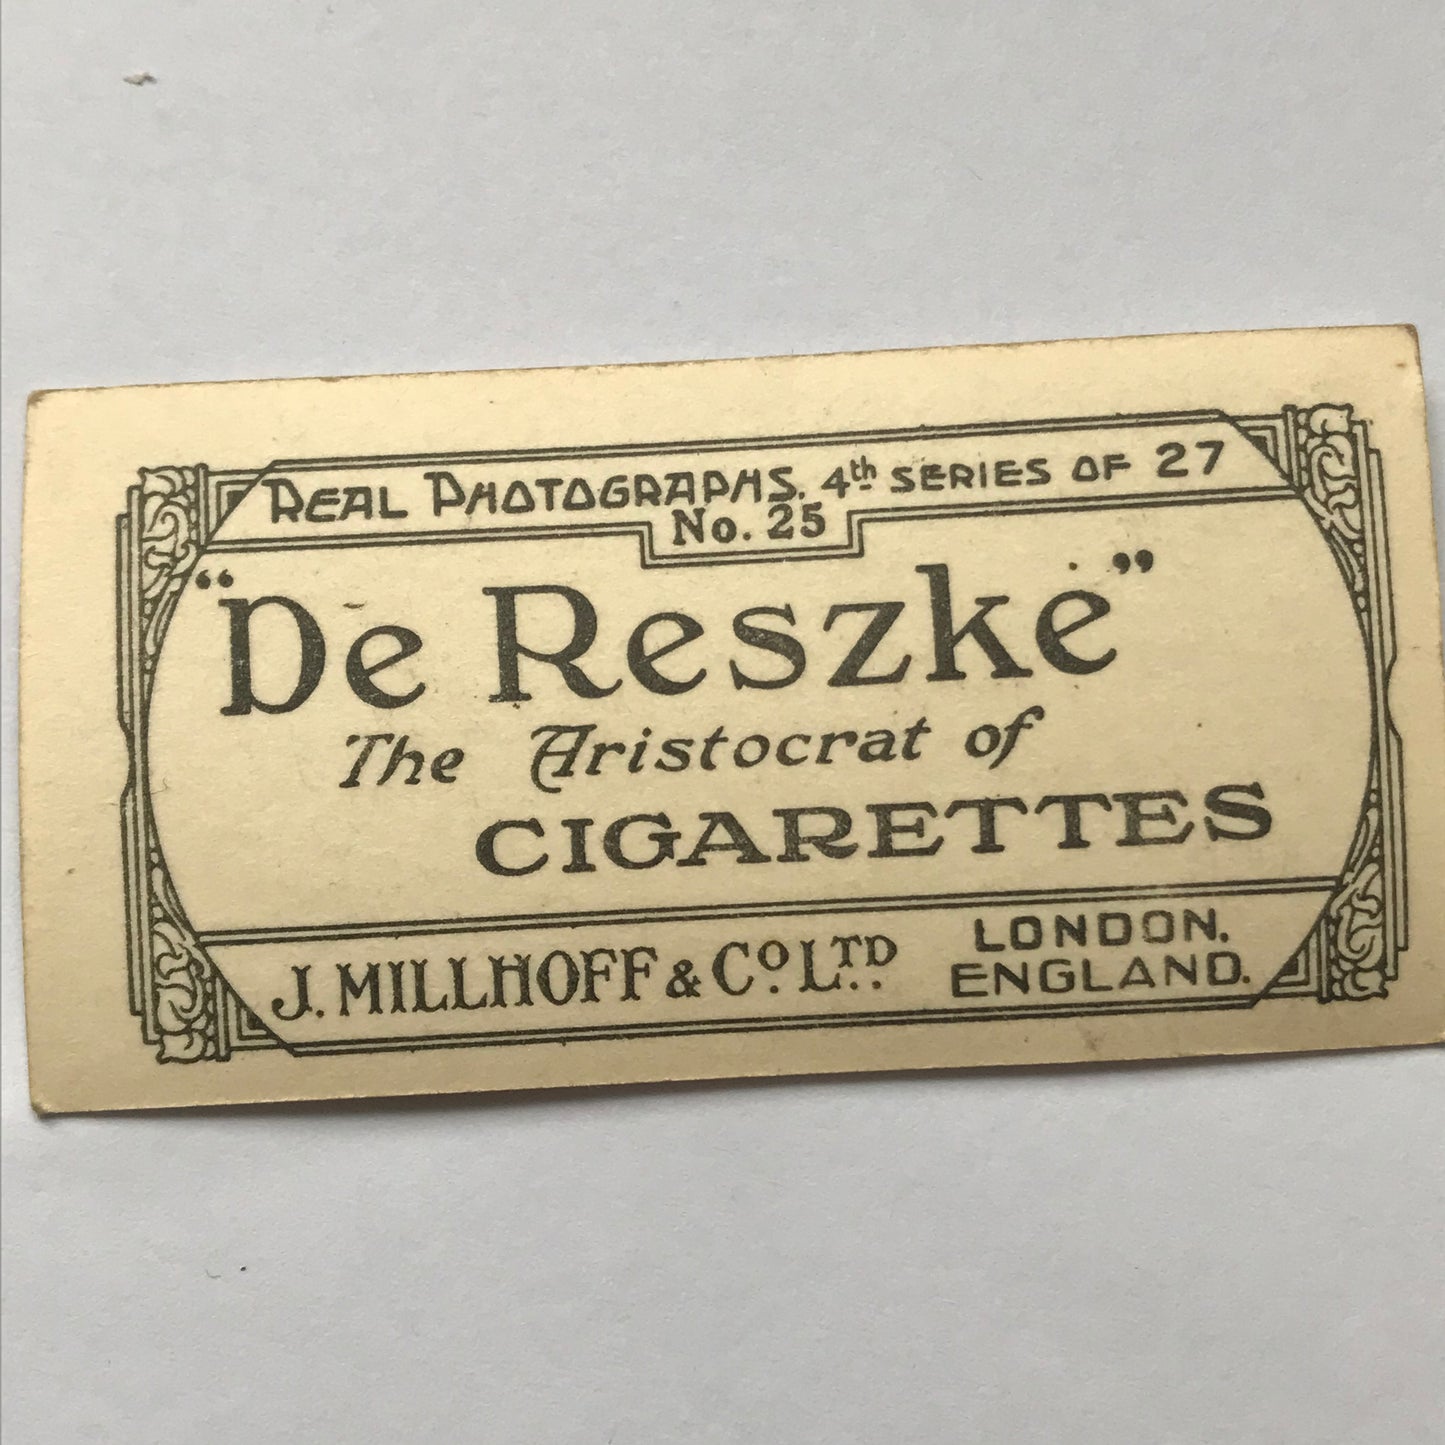 REAL PHOTOGRAPHS. 4th SERIES OF 27
No. 25
"De Reszke"
The Aristocrat of
CIGARETTES
J. MILLHOFF & Co. LTD.
LONDON.
ENGLAND.